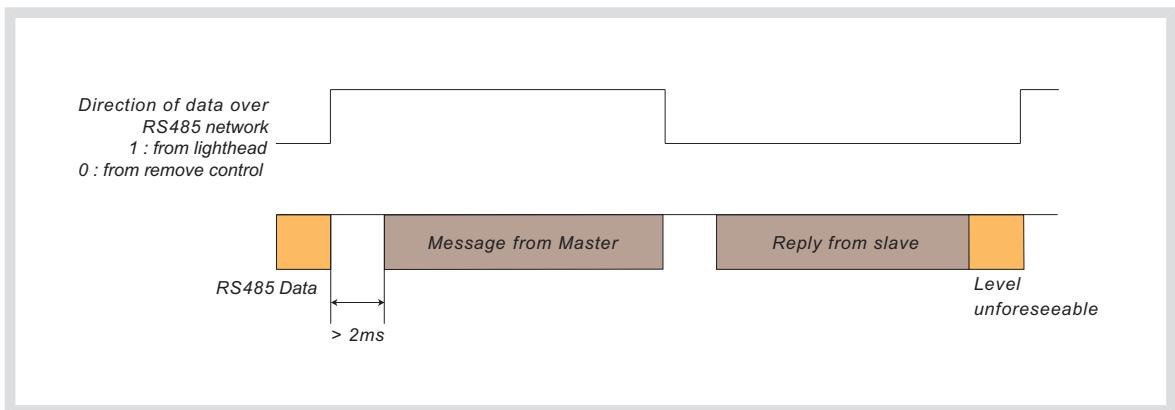 Direction of data over
RS485 network
1 : from lighthead
0 : from remove control
Message from Master
Reply from slave
RS485 Data
Level
unforeseeable
> 2ms